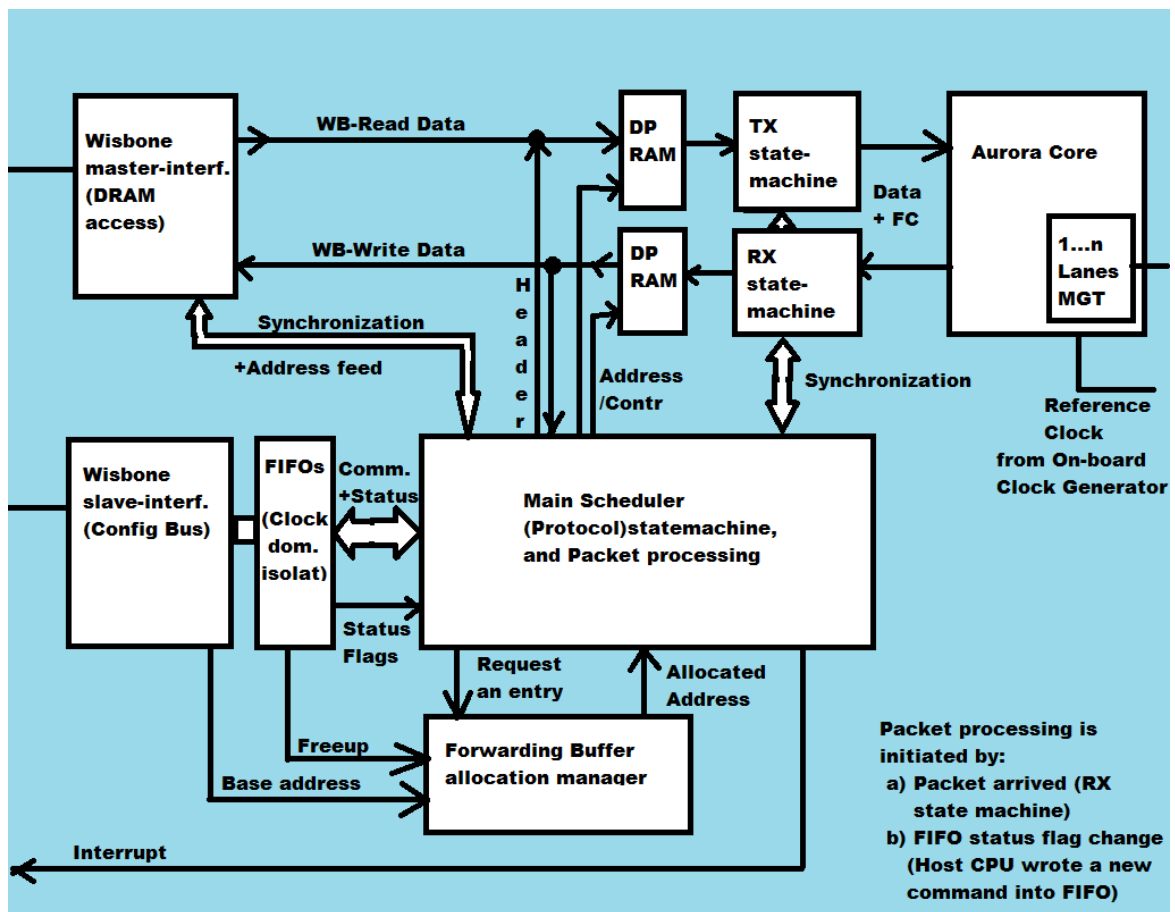 Wisbone
master-interf.
(DRAM
access)
WB-Read Data
DP
RAM
TX
state-
machine
Aurora Core
Data
+ FC
1...n
Lanes
MGT
WB-Write Data
DP
RAM
RX
state-
machine
Header
Synchronization
+Address feed
Address
/Contr
Synchronization
Reference
Clock
from On-board
Clock Generator
Wisbone
slave-interf.
(Config Bus)
FIFOs
(Clock
dom.
isolat)
Comm.
+Status
Main Scheduler
(Protocol)statemachine,
and Packet processing
Status
Flags
Request
an entry
Allocated
Address
Freeup
Base address
Forwarding Buffer
allocation manager
Interrupt
Packet processing is
initiated by:
a) Packet arrived (RX
state machine)
b) FIFO status flag change
(Host CPU wrote a new
command into FIFO)